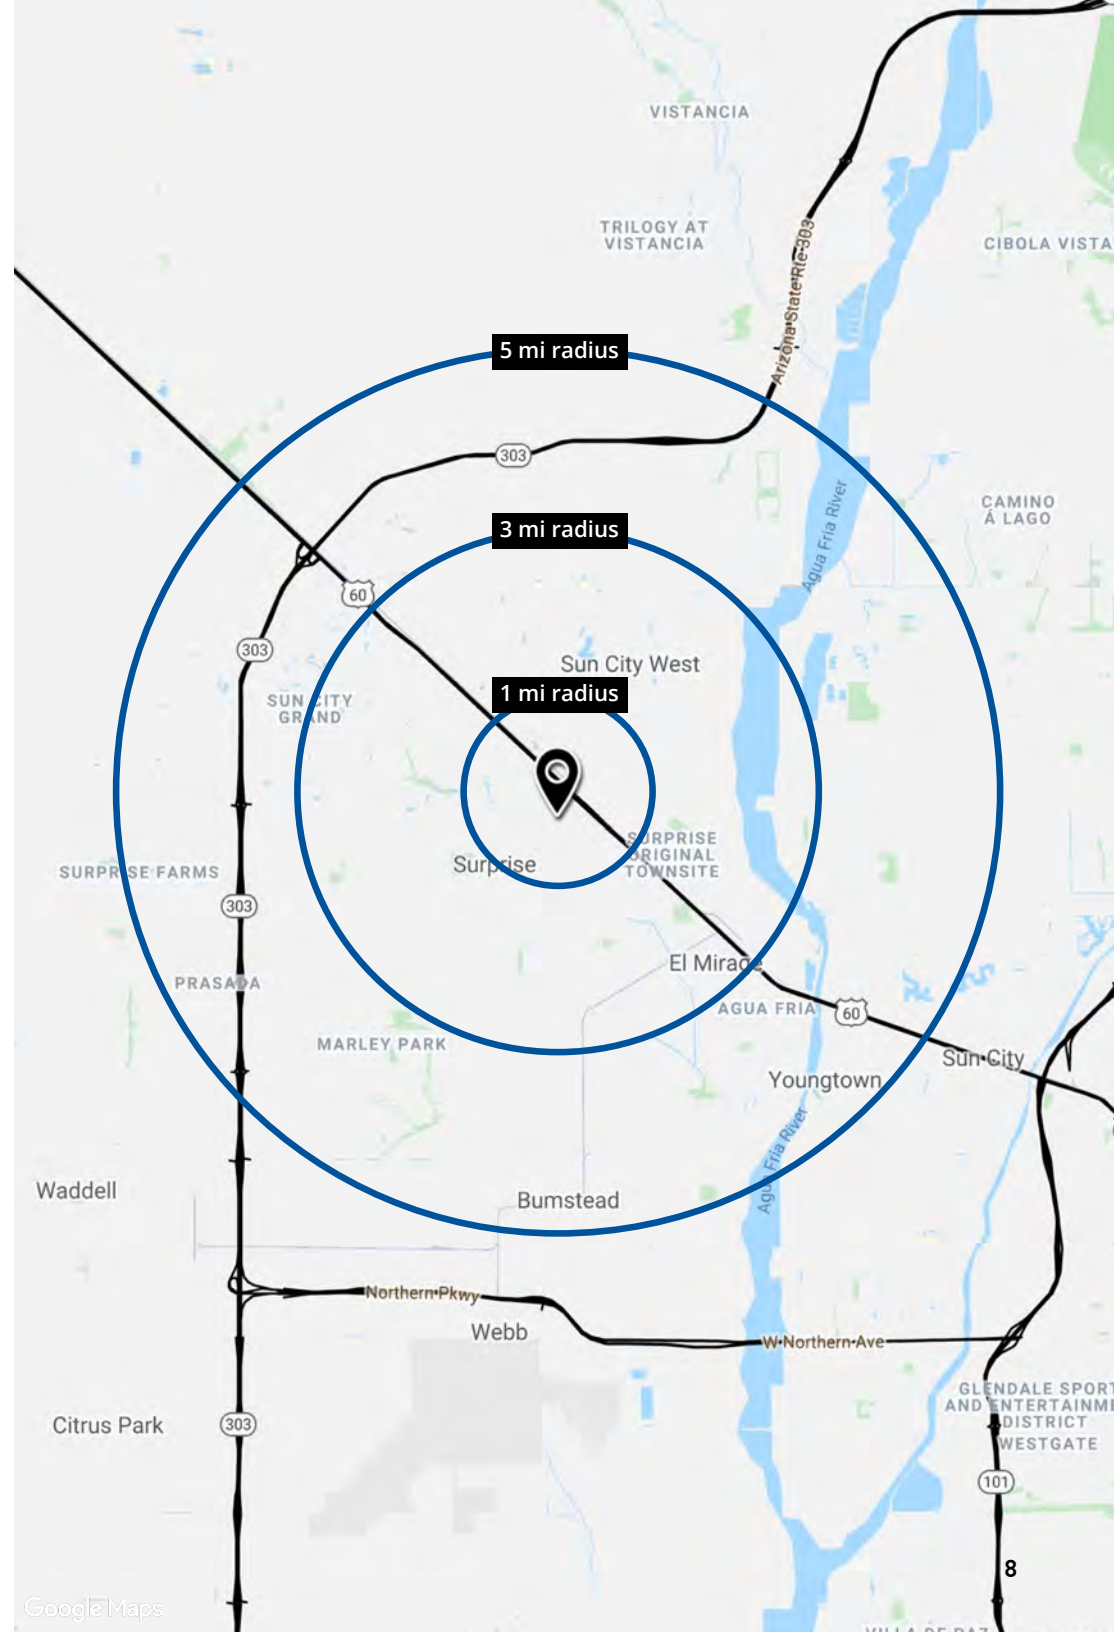 VISTANCIA
TRILOGY AT
VISTANCIA
CIBOLA VISTA
Arizona State Rte 303
5 mi radius
303
CAMINO
Á LAGO
3 mi radius
Agua Fria River
60
303
Sun City West
1 mi radius
SUN CITY
GRAND
SURPRISE
ORIGINAL
TOWNSITE
Surprise
SURPRISE FARMS
303
El Mirage
PRASADA
AGUA FRIA
60
MARLEY PARK
Sun City
Youngtown
Agua Fria River
Waddell
Bumstead
Northern Pkwy
Webb
W Northern Ave
GLENDALE SPORT
AND ENTERTAINME
DISTRICT
WESTGATE
Citrus Park
303
101
8
Google Maps